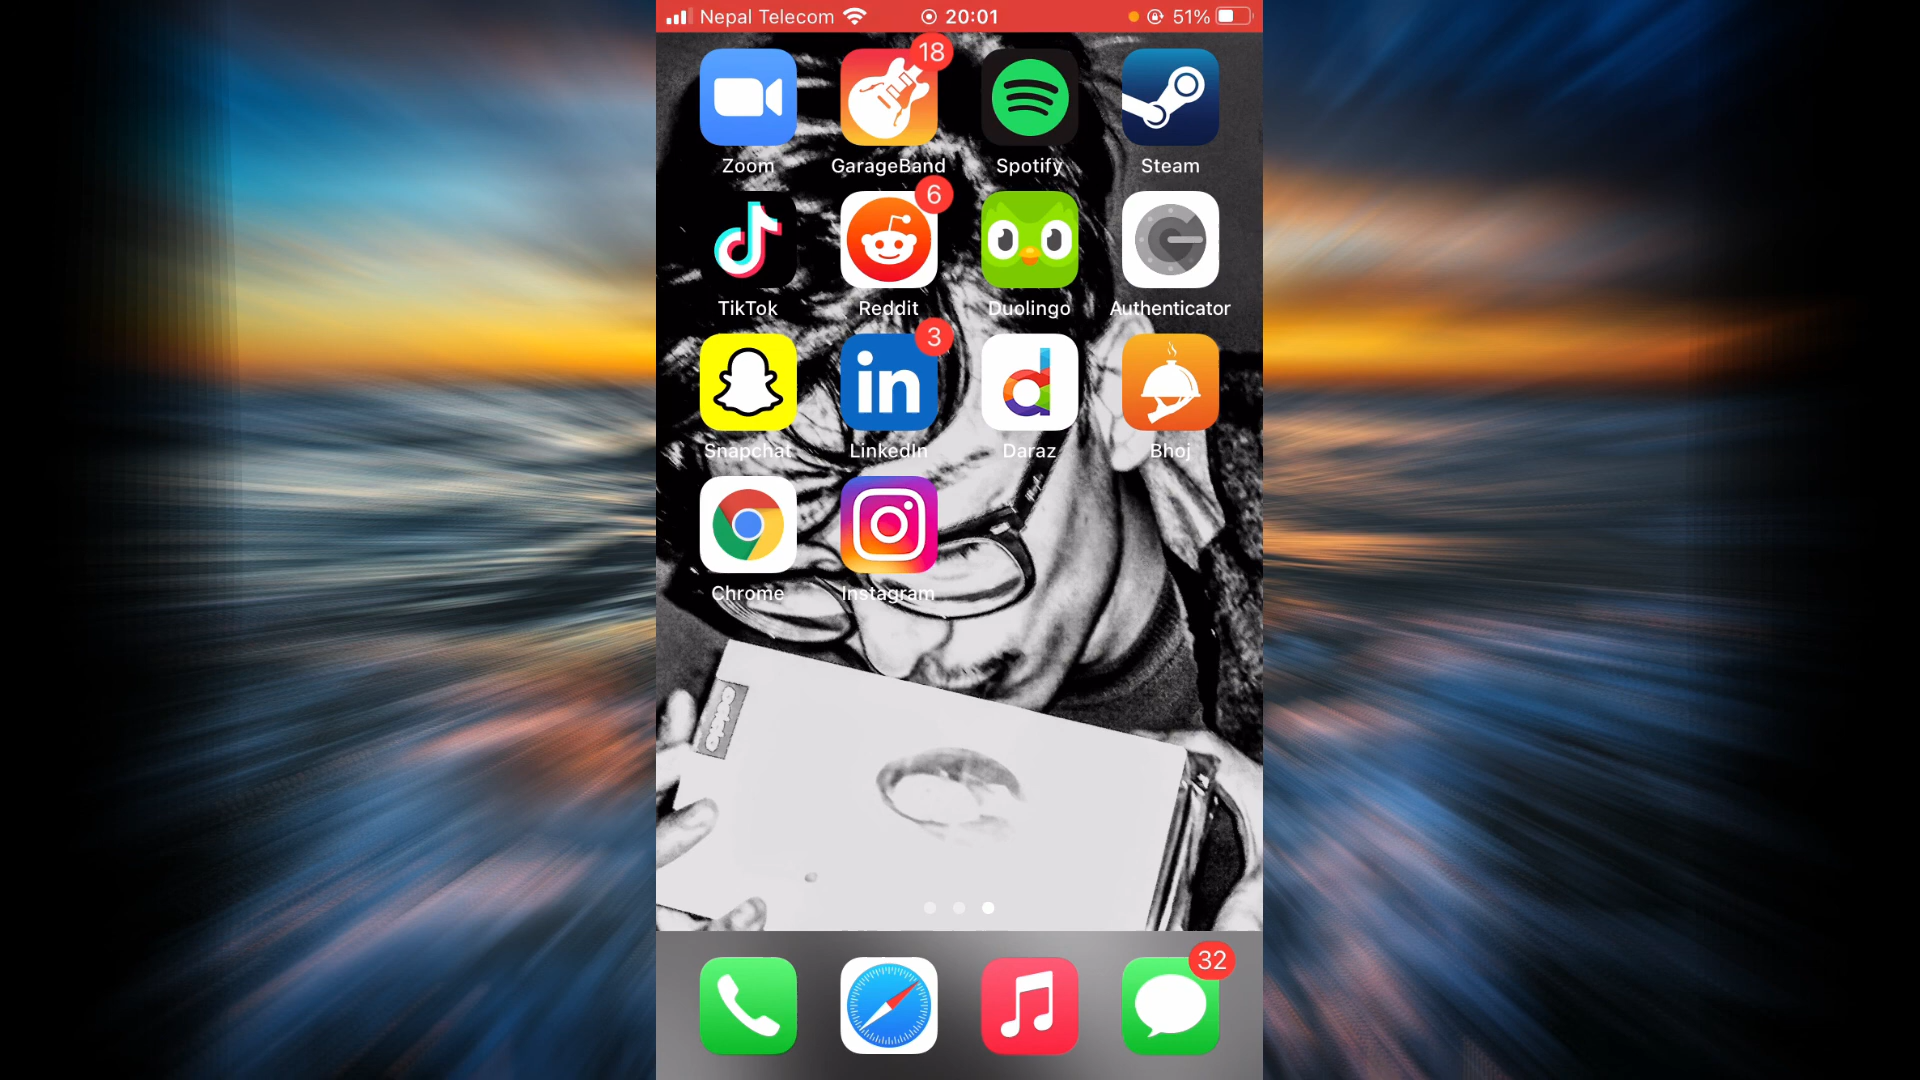 Nepal Telecom 20:01 51%
18
Zoom GarageBand Spotify Steam
6
TikTok Reddit Duolingo Authenticator
3
in
Snapchat LinkedIn Daraz Bhoj
Chrome Instagram
32